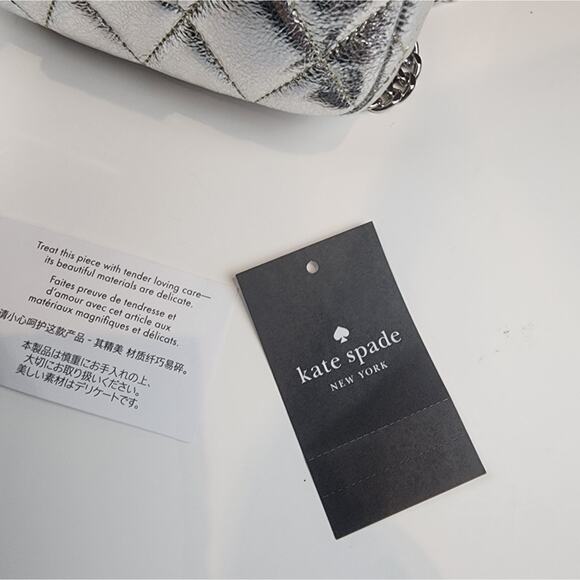 Treat this piece with tender loving care—
its beautiful materials are delicate.
Faites preuve de tendresse et
d'amour avec cet article aux
matériaux magnifiques et délicats.
请小心呵护这款产品 - 其精美 材质纤巧易碎。
本製品は慎重にお手入れの上、
大切にお取り扱いください。
美しい素材はデリケートです。
kate spade
NEW YORK